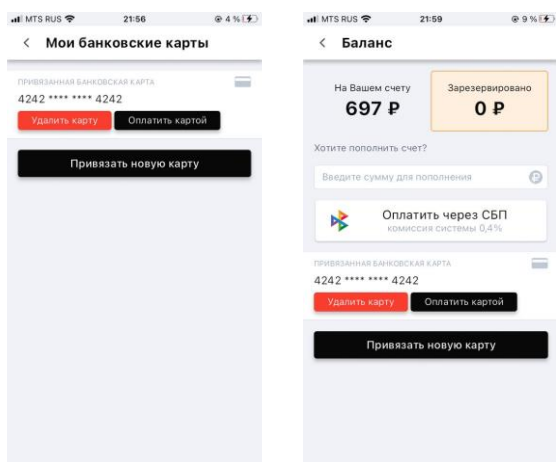 MTS RUS 21:56 @ 4 %
< Мои банковские карты
ПРИВЯЗАННАЯ БАНКОВСКАЯ КАРТА
4242 **** **** 4242
Удалить карту Оплатить картой
Привязать новую карту
MTS RUS 21:59 @ 9 %
< Баланс
На Вашем счету Зарезервировано
697 ₽ 0 ₽
Хотите пополнить счет?
Введите сумму для пополнения ₽
Оплатить через СБП
комиссия системы 0,4%
ПРИВЯЗАННАЯ БАНКОВСКАЯ КАРТА
4242 **** **** 4242
Удалить карту Оплатить картой
Привязать новую карту